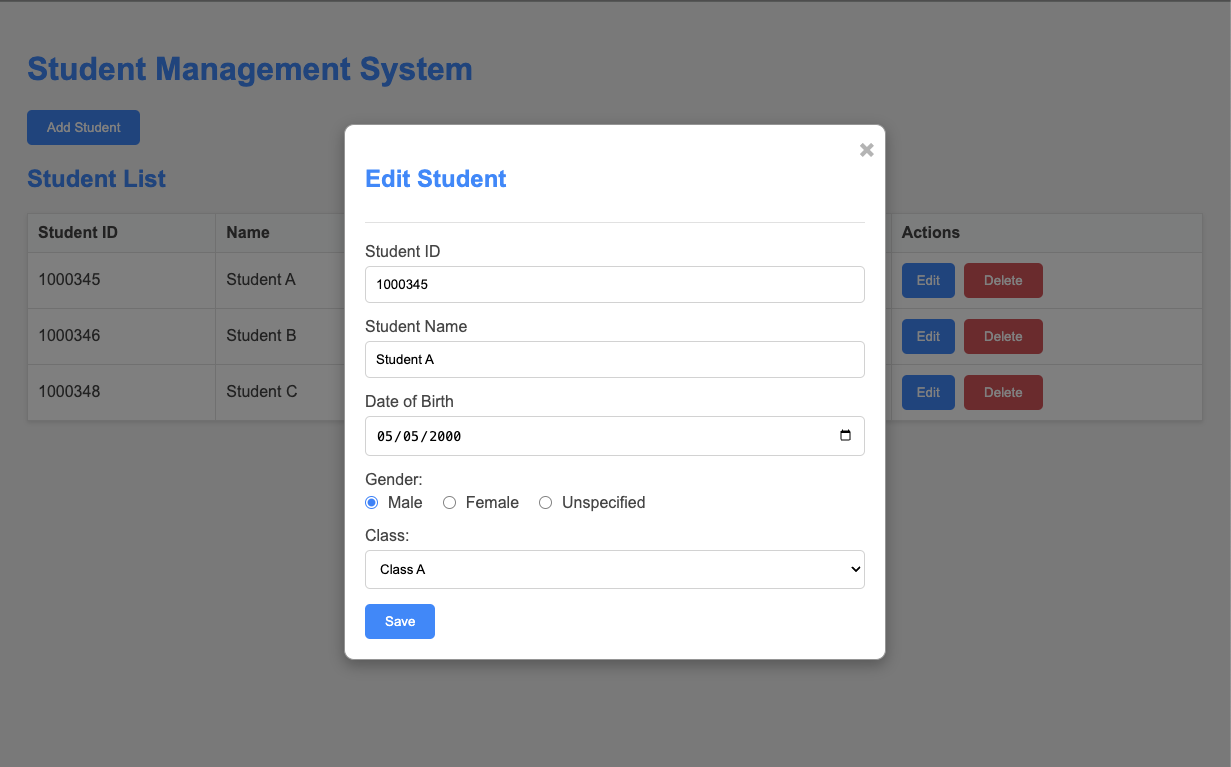 Student Management System
Add Student
Student List
Student ID Name Actions
1000345 Student A Edit Delete
1000346 Student B Edit Delete
1000348 Student C Edit Delete
Edit Student
Student ID
1000345
Student Name
Student A
Date of Birth
05/05/2000
Gender:
Male Female Unspecified
Class:
Class A
Save